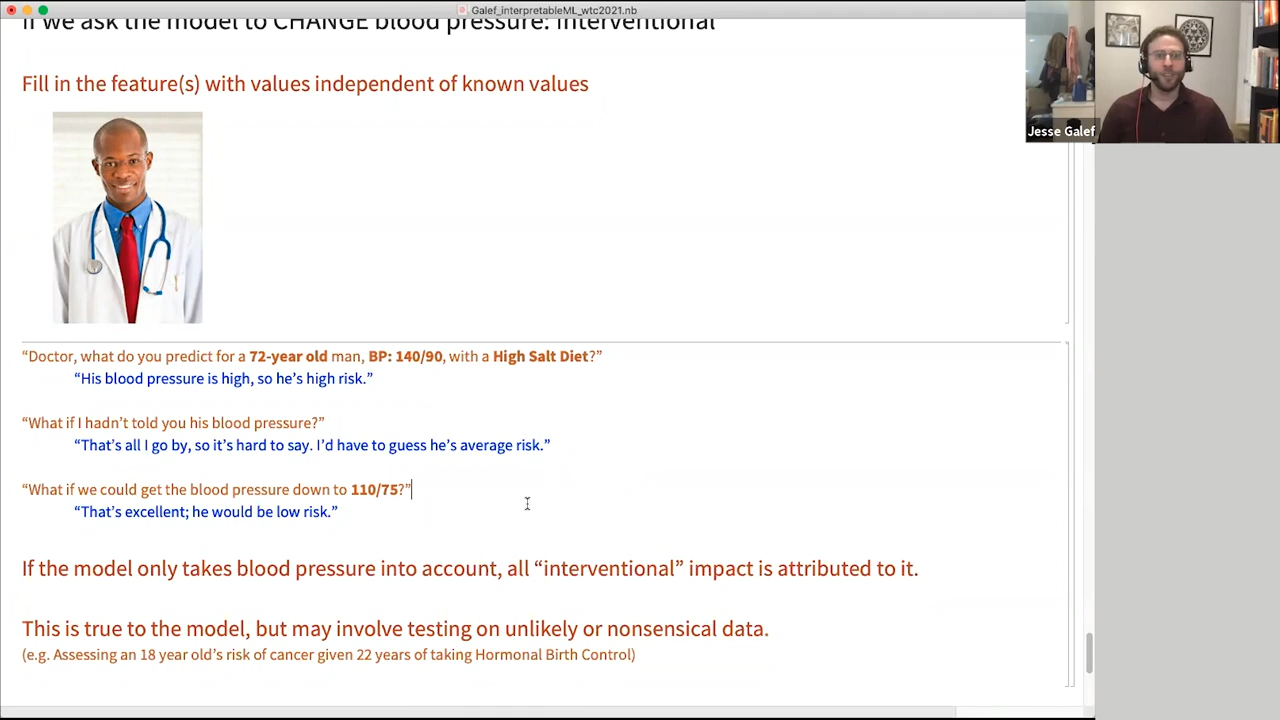 Galef_interpretableML_wtc2021.nb
If we ask the model to CHANGE blood pressure: interventional
Fill in the feature(s) with values independent of known values
Jesse Galef
“Doctor, what do you predict for a 72-year old man, BP: 140/90, with a High Salt Diet?”
“His blood pressure is high, so he’s high risk.”
“What if I hadn’t told you his blood pressure?”
“That’s all I go by, so it’s hard to say. I’d have to guess he’s average risk.”
“What if we could get the blood pressure down to 110/75?”
“That’s excellent; he would be low risk.”
If the model only takes blood pressure into account, all “interventional” impact is attributed to it.
This is true to the model, but may involve testing on unlikely or nonsensical data.
(e.g. Assessing an 18 year old’s risk of cancer given 22 years of taking Hormonal Birth Control)